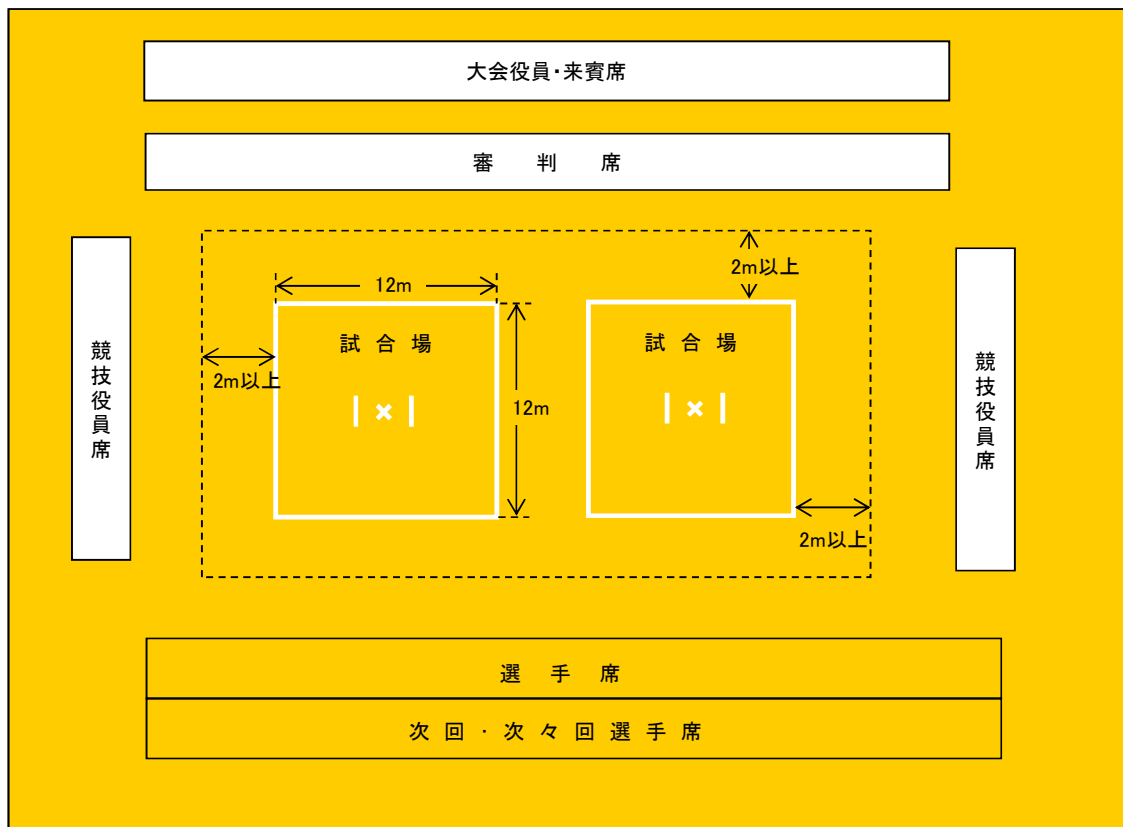 大会役員・来賓席
審判席
2m以上
12m
試合場
試合場
競技役員席
競技役員席
2m以上
12m
×
×
2m以上
選手席
次回・次々回選手席